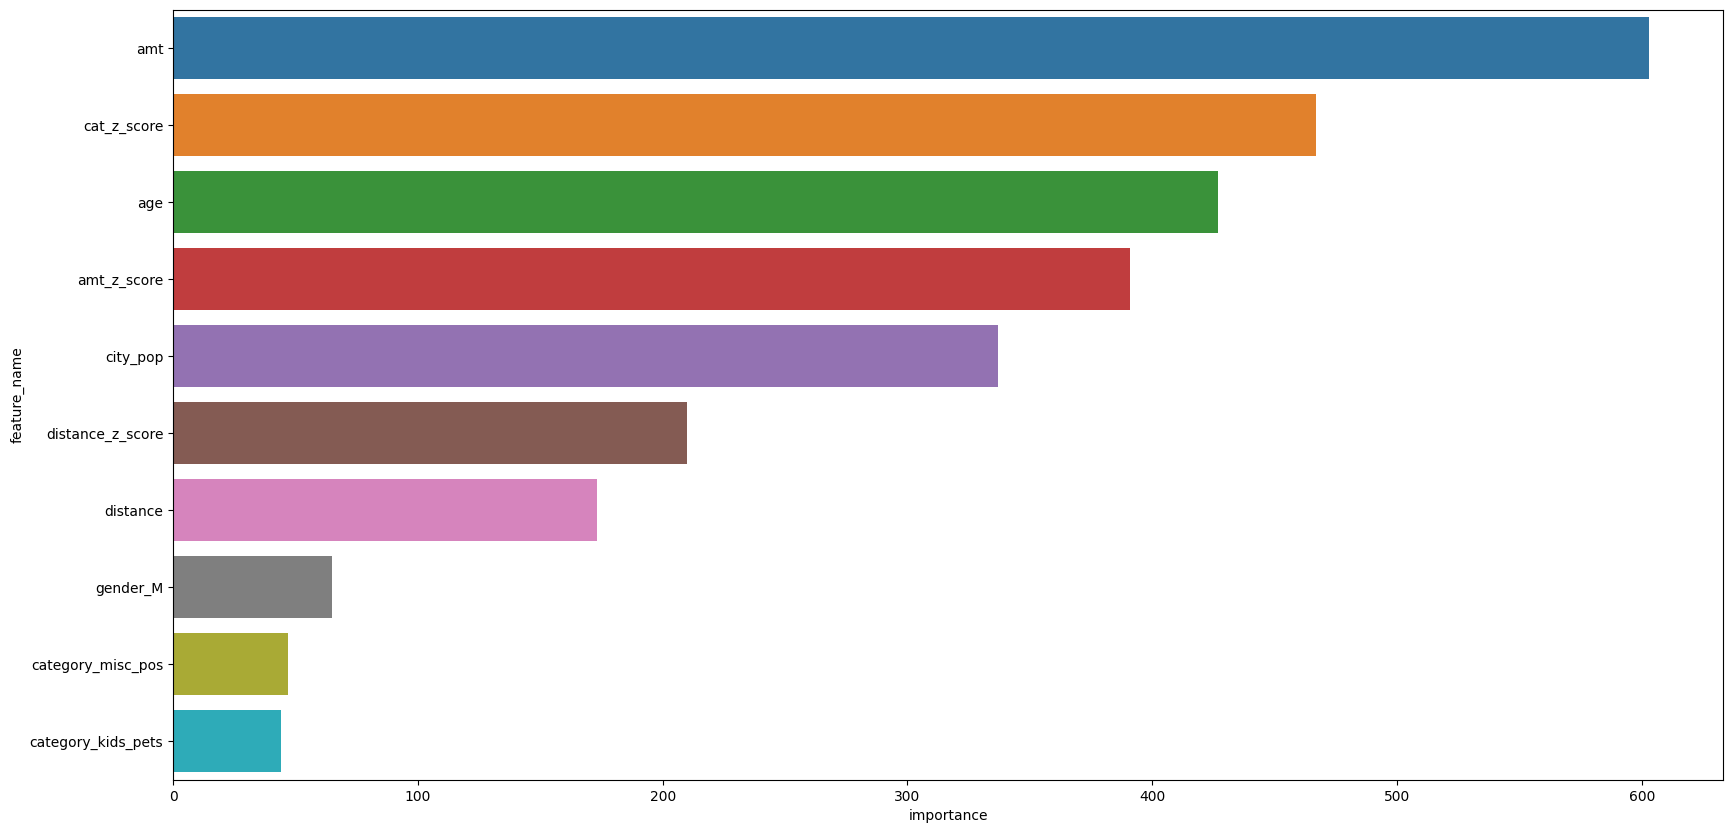 amt
cat_z_score
age
amt_z_score
city_pop
distance_z_score
distance
gender_M
category_misc_pos
category_kids_pets
feature_name
0 100 200 300 400 500 600
importance